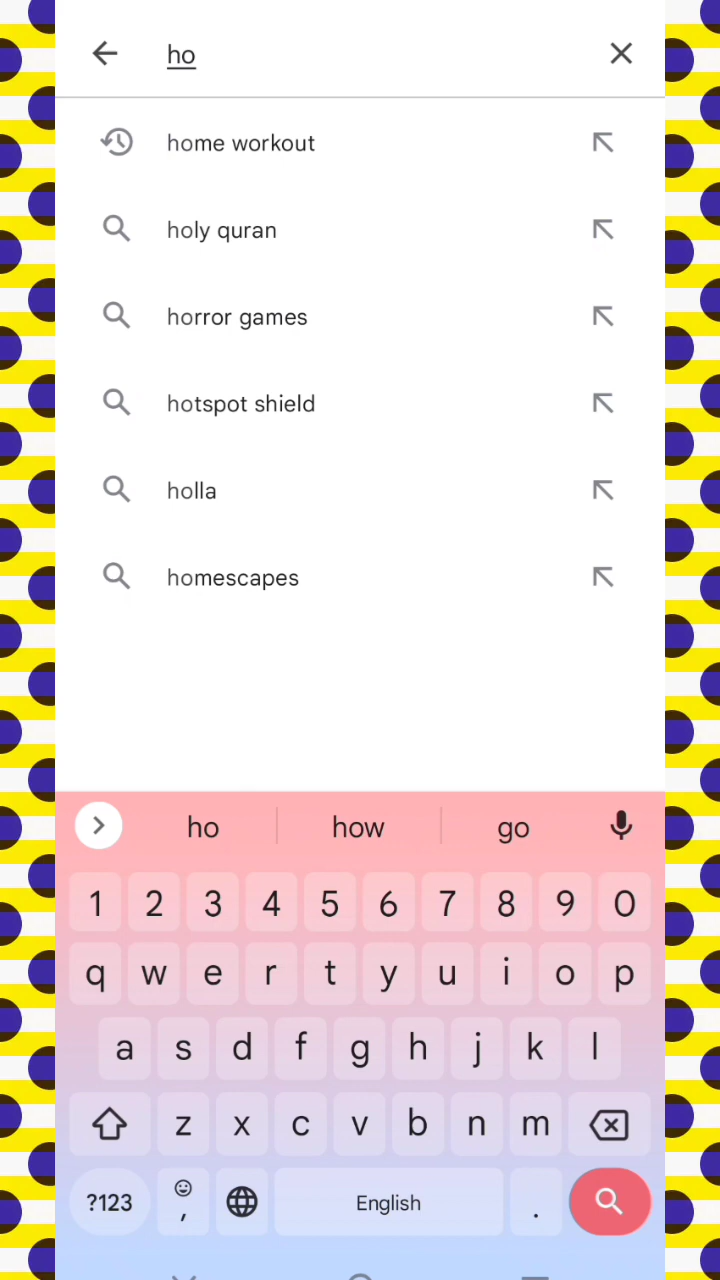 ho
home workout
holy quran
horror games
hotspot shield
holla
homescapes
ho how go
1 2 3 4 5 6 7 8 9 0
q w e r t y u i o p
a s d f g h j k l
z x c v b n m
?123 , English .